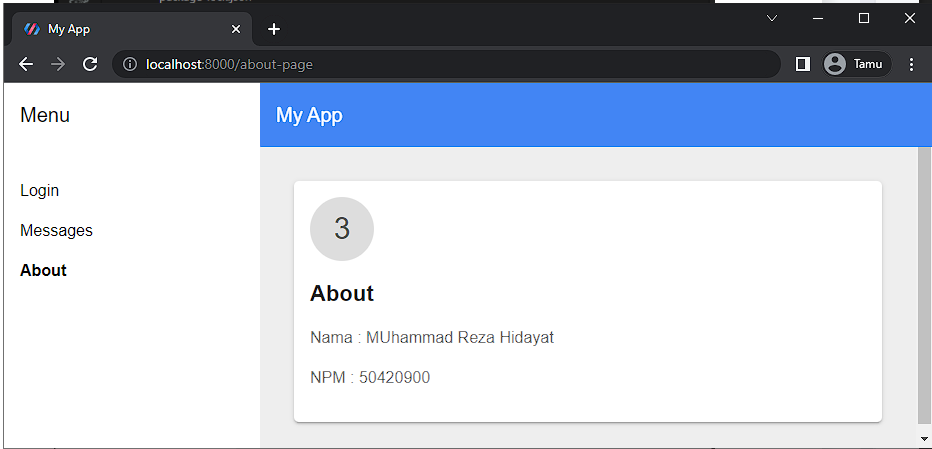 My App
localhost:8000/about-page
Tamu
Menu
My App
Login
Messages
About
3
About
Nama : MUhammad Reza Hidayat
NPM : 50420900